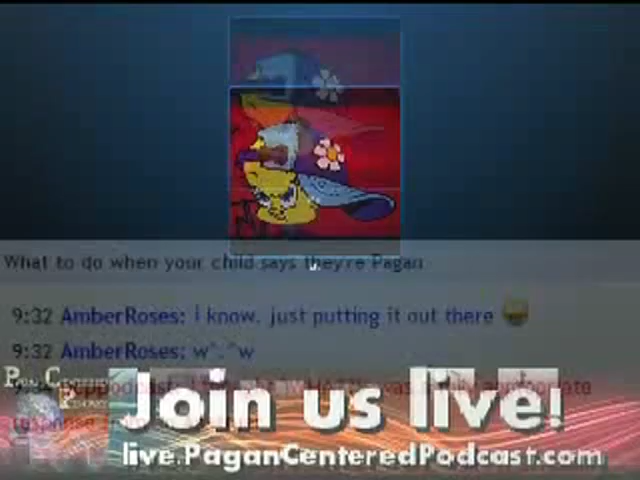 What to do when your child says they're Pagan
9:32 AmberRoses: i know. just putting it out there
9:32 AmberRoses: w^.^w
response
Join us live!
live.PaganCenteredPodcast.com